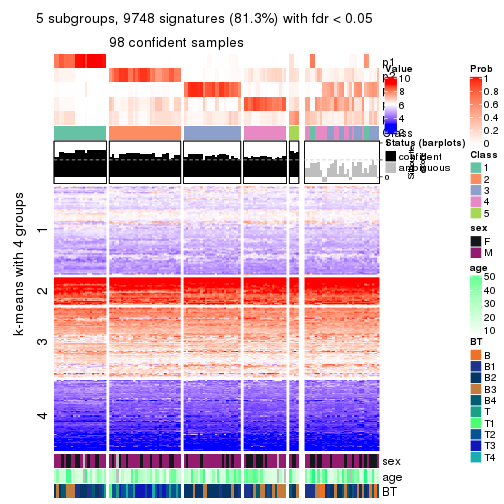 5 subgroups, 9748 signatures (81.3%) with fdr < 0.05
98 confident samples
k-means with 4 groups
1
2
3
4
p1
Class
sex
age
BT
Value
10
8
6
4
Status (barplots)
confident
ambiguous
0
Prob
1
0.8
0.6
0.4
0.2
0
Class
1
2
3
4
5
sex
F
M
age
50
40
30
20
10
BT
B
B1
B2
B3
B4
T
T1
T2
T3
T4